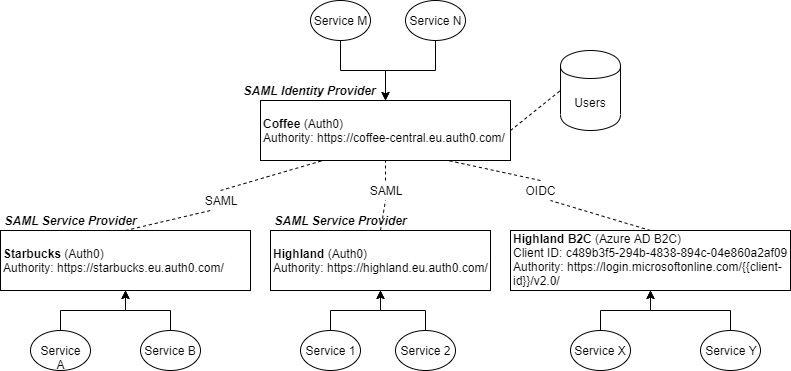 Service M
Service N
SAML Identity Provider
Users
Coffee (Auth0)
Authority: https://coffee-central.eu.auth0.com/
SAML
SAML
OIDC
SAML Service Provider
SAML Service Provider
Starbucks (Auth0)
Authority: https://starbucks.eu.auth0.com/
Highland (Auth0)
Authority: https://highland.eu.auth0.com/
Highland B2C (Azure AD B2C)
Client ID: c489b3f5-294b-4838-894c-04e860a2af09
Authority: https://login.microsoftonline.com/{{client-
id}}/v2.0/
Service
A
Service B
Service 1
Service 2
Service X
Service Y